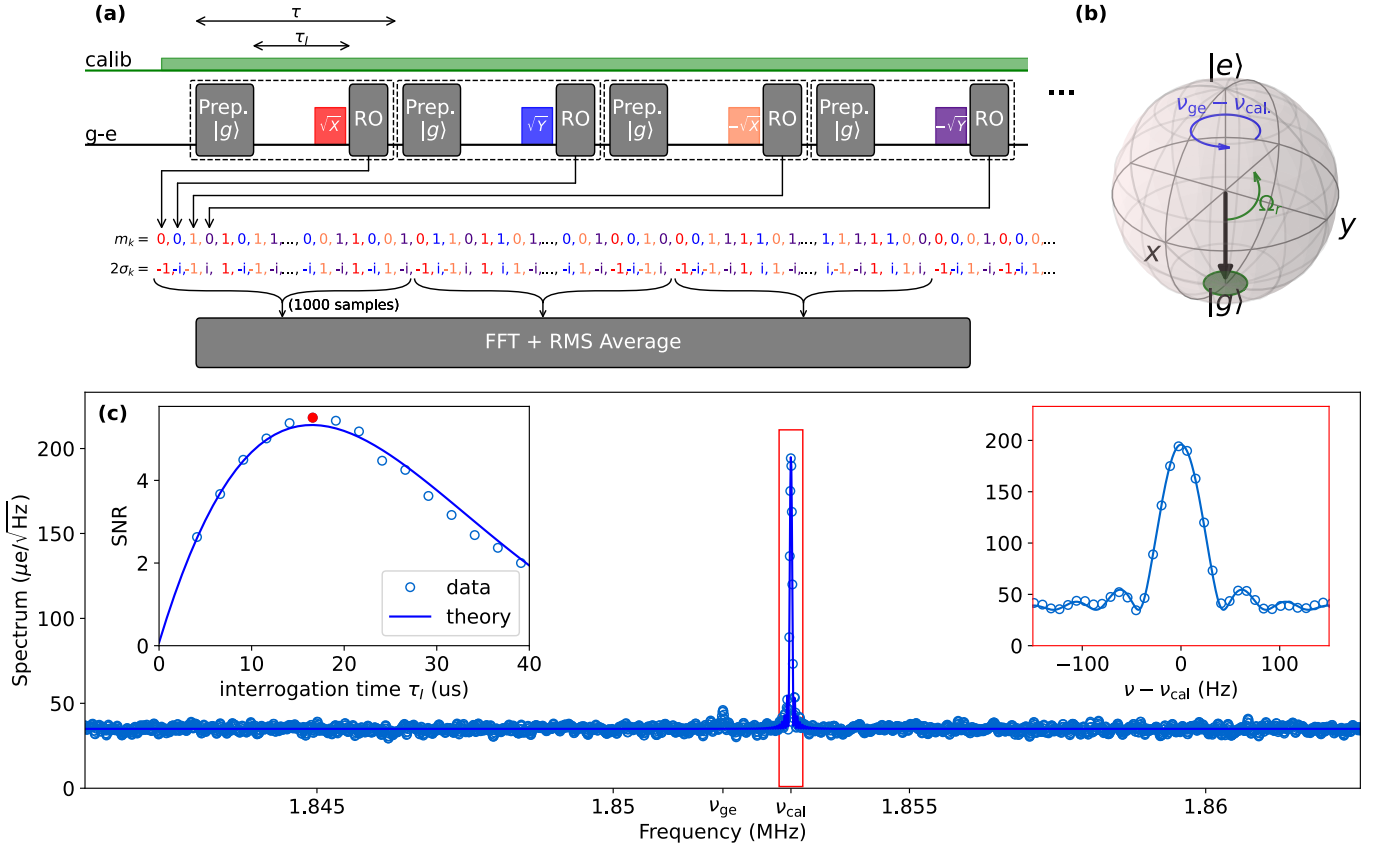 (a)
τ
τ_I
calib
g-e
Prep. |g⟩
√X
RO
Prep. |g⟩
√Y
RO
Prep. |g⟩
−√X
RO
Prep. |g⟩
−√Y
RO
...
m_k = 0, 0, 1, 0, 1, 0, 1, 1,..., 0, 0, 1, 1, 0, 0, 1, 0, 1, 0, 1, 1, 0, 1,..., 0, 0, 1, 0, 0, 1, 0, 0, 0, 1, 1, 1, 0, 1,..., 1, 1, 1, 1, 0, 0, 0, 0, 0, 1, 0, 0, ...
(1000 samples)
FFT + RMS Average
(b)
|e⟩
ν_ge − ν_cal.
Ω_r
y
x
|g⟩
(c)
Spectrum (μe/√Hz)
200
150
100
50
0
1.845
1.85
ν_ge
ν_cal
1.855
1.86
Frequency (MHz)
SNR
4
2
0
0
10
20
30
40
interrogation time τ_I (us)
data
theory
200
150
100
50
0
−100
0
100
ν − ν_cal (Hz)